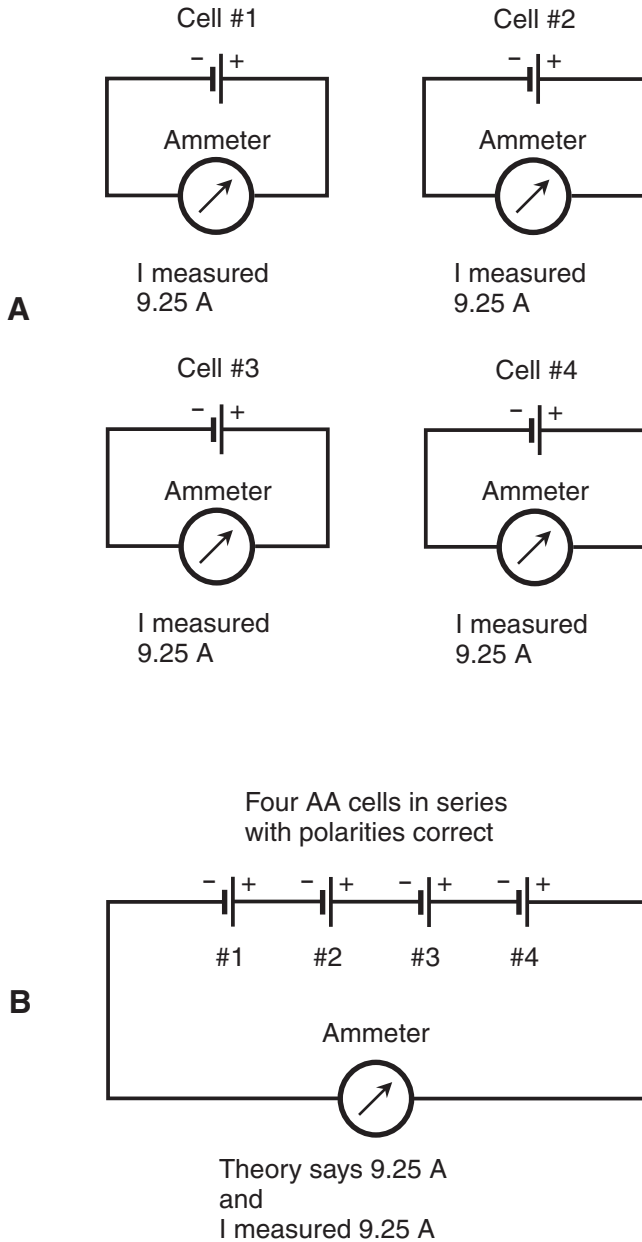 Cell #1
Cell #2
− +
− +
Ammeter
Ammeter
I measured
9.25 A
I measured
9.25 A
A
Cell #3
Cell #4
− +
− +
Ammeter
Ammeter
I measured
9.25 A
I measured
9.25 A
Four AA cells in series
with polarities correct
− + − + − + − +
#1 #2 #3 #4
B
Ammeter
Theory says 9.25 A
and
I measured 9.25 A